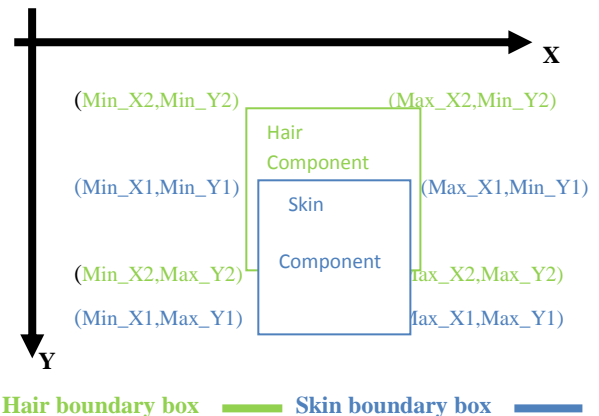 X
(Min_X2,Min_Y2) (Max_X2,Min_Y2)
Hair
Component
(Min_X1,Min_Y1) (Max_X1,Min_Y1)
Skin
Component
(Min_X2,Max_Y2) Max_X2,Max_Y2)
(Min_X1,Max_Y1) Max_X1,Max_Y1)
Y
Hair boundary box Skin boundary box